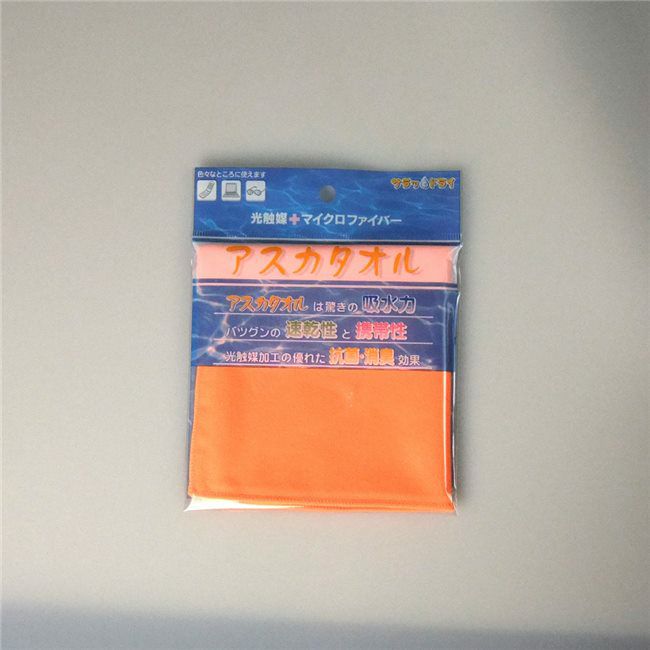 色々なところに使えます
サラッとドライ
光触媒+マイクロファイバー
アスカタオル
アスカタオルは驚きの吸水力
バツグンの速乾性と携帯性
光触媒加工の優れた抗菌・消臭効果